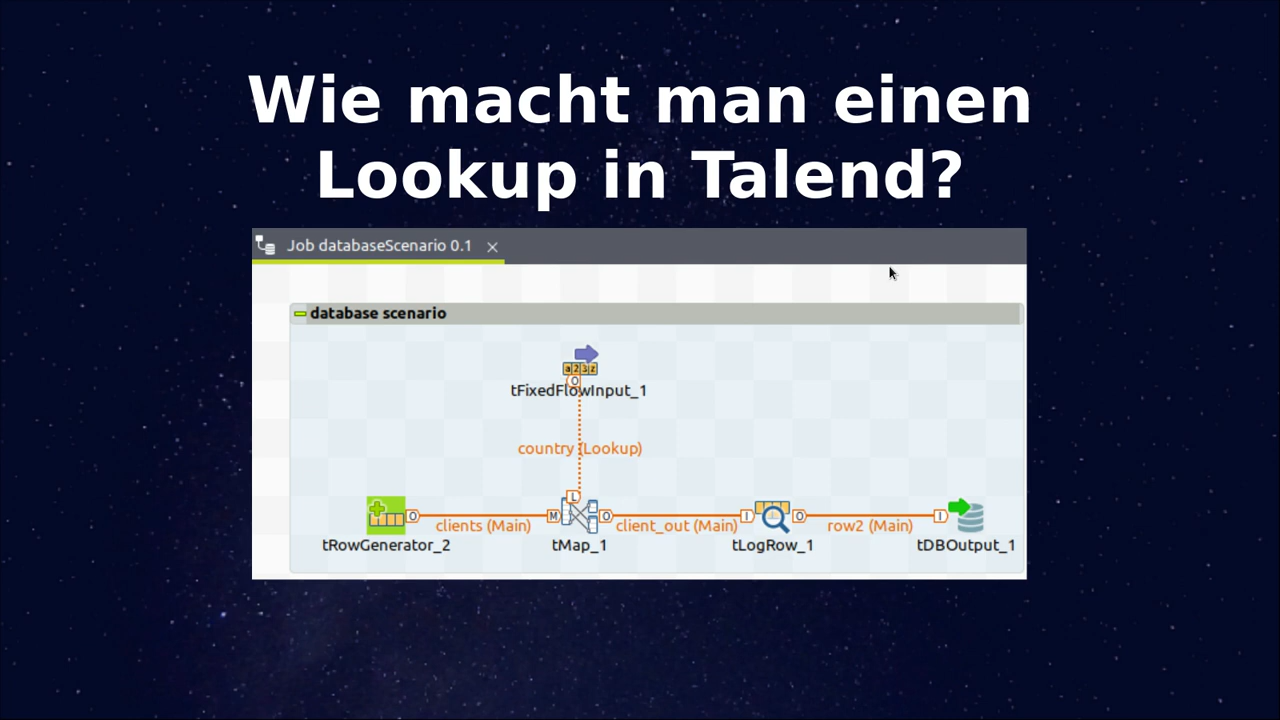 Wie macht man einen
Lookup in Talend?
Job databaseScenario 0.1
database scenario
a23z
O
tFixedFlowInput_1
country (Lookup)
L
O clients (Main) M O client_out (Main) I O row2 (Main) I
tRowGenerator_2 tMap_1 tLogRow_1 tDBOutput_1